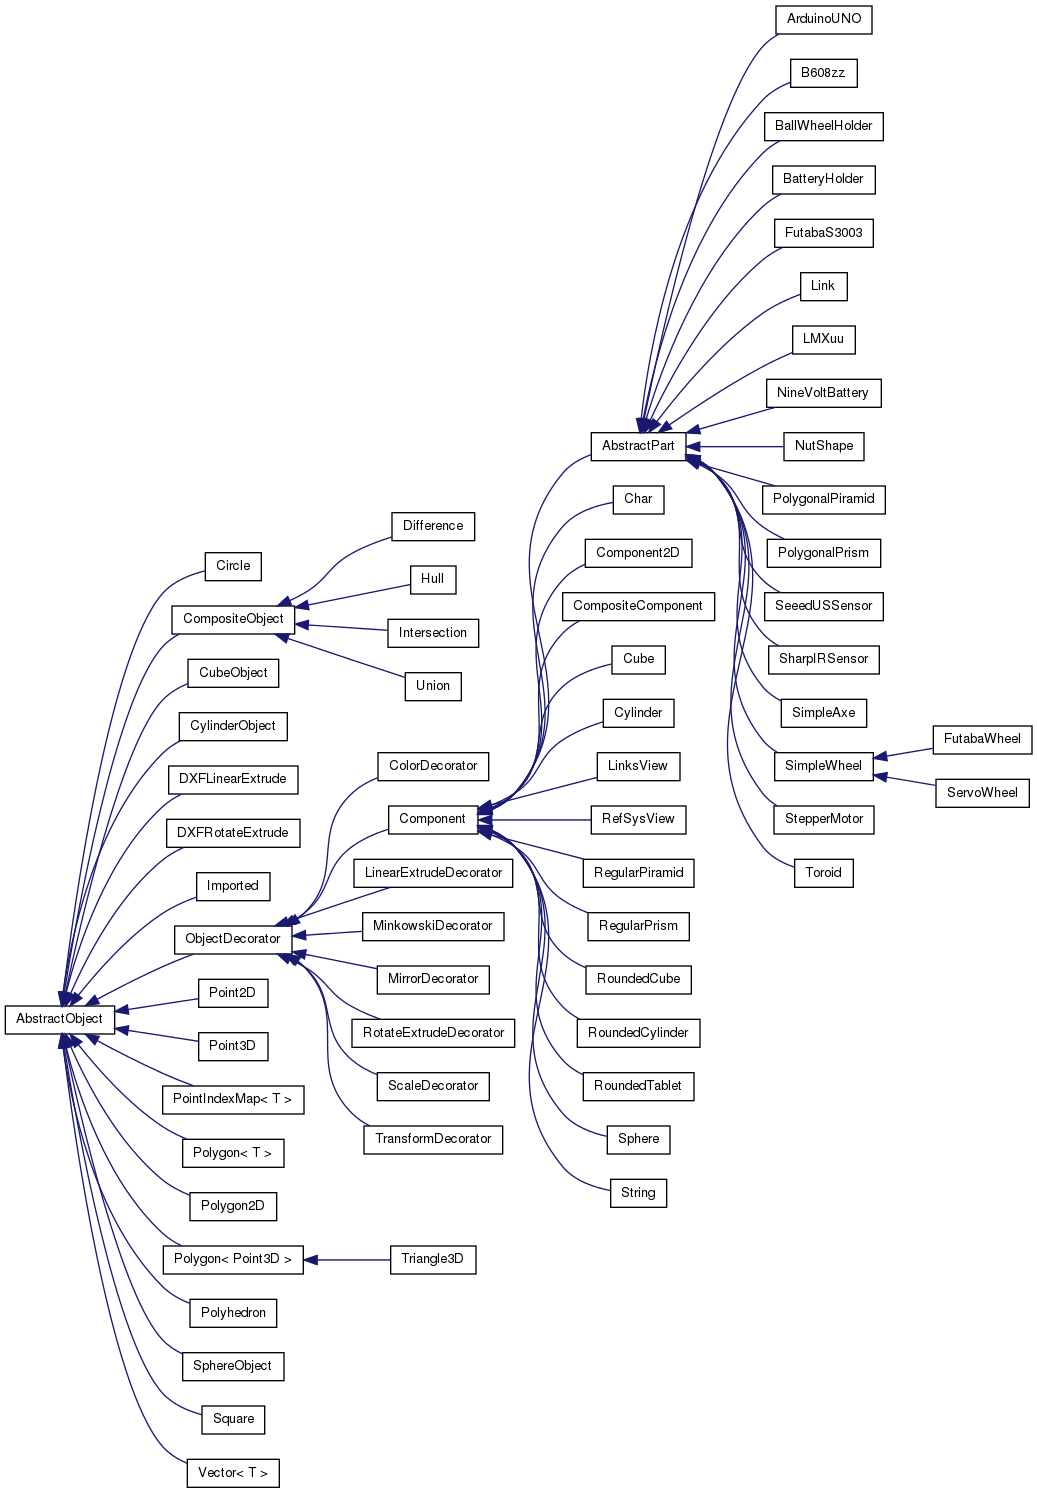 ArduinoUNO
B608zz
BallWheelHolder
BatteryHolder
FutabaS3003
Link
LMXuu
NineVoltBattery
AbstractPart
NutShape
Char
PolygonalPiramid
Difference
Component2D
PolygonalPrism
Circle
Hull
CompositeComponent
SeeedUSSensor
CompositeObject
Intersection
Cube
SharpIRSensor
CubeObject
Union
Cylinder
SimpleAxe
CylinderObject
FutabaWheel
ColorDecorator
LinksView
SimpleWheel
DXFLinearExtrude
ServoWheel
Component
RefSysView
StepperMotor
DXFRotateExtrude
LinearExtrudeDecorator
RegularPiramid
Toroid
Imported
MinkowskiDecorator
RegularPrism
ObjectDecorator
MirrorDecorator
RoundedCube
Point2D
AbstractObject
RotateExtrudeDecorator
RoundedCylinder
Point3D
ScaleDecorator
RoundedTablet
PointIndexMap< T >
TransformDecorator
Sphere
Polygon< T >
String
Polygon2D
Polygon< Point3D >
Triangle3D
Polyhedron
SphereObject
Square
Vector< T >